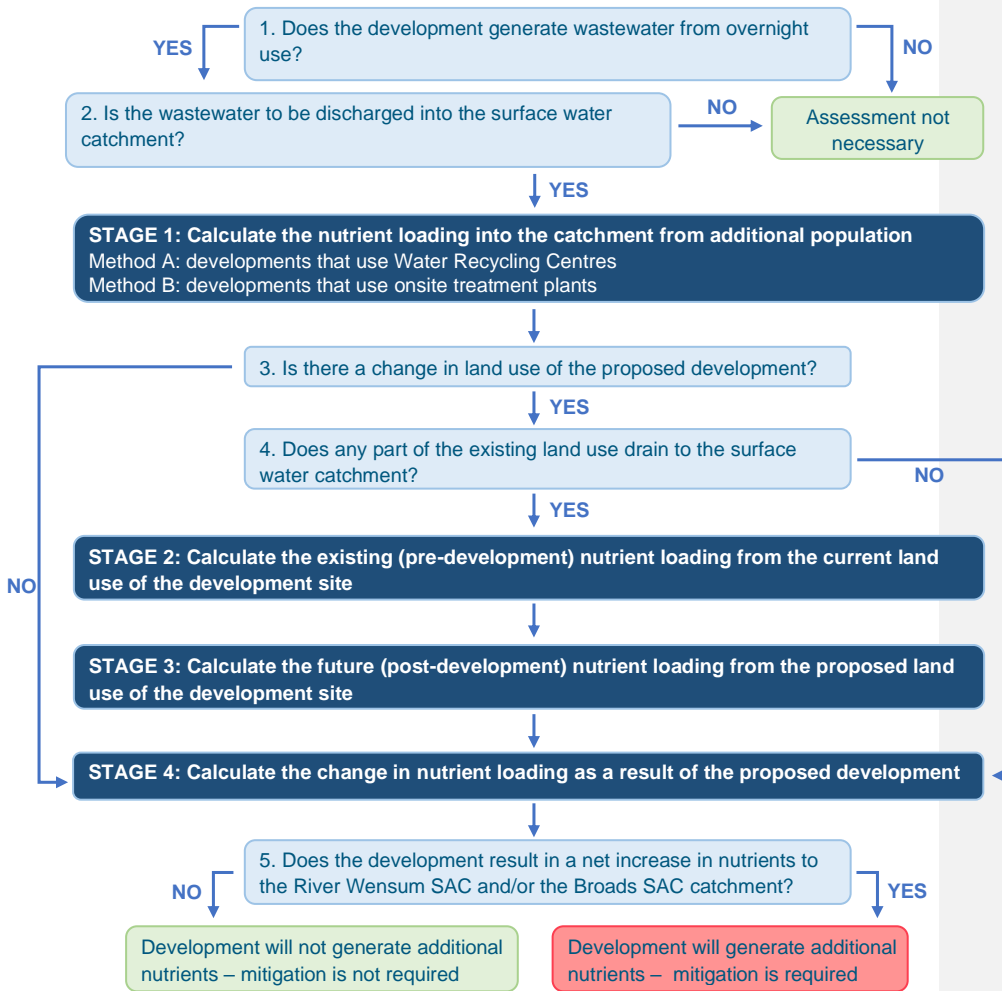 1. Does the development generate wastewater from overnight
use?
YES
NO
2. Is the wastewater to be discharged into the surface water
catchment?
NO
Assessment not
necessary
YES
STAGE 1: Calculate the nutrient loading into the catchment from additional population
Method A: developments that use Water Recycling Centres
Method B: developments that use onsite treatment plants
3. Is there a change in land use of the proposed development?
YES
4. Does any part of the existing land use drain to the surface
water catchment?
NO
YES
STAGE 2: Calculate the existing (pre-development) nutrient loading from the current land
use of the development site
NO
STAGE 3: Calculate the future (post-development) nutrient loading from the proposed land
use of the development site
STAGE 4: Calculate the change in nutrient loading as a result of the proposed development
5. Does the development result in a net increase in nutrients to
the River Wensum SAC and/or the Broads SAC catchment?
NO
YES
Development will not generate additional
nutrients – mitigation is not required
Development will generate additional
nutrients – mitigation is required